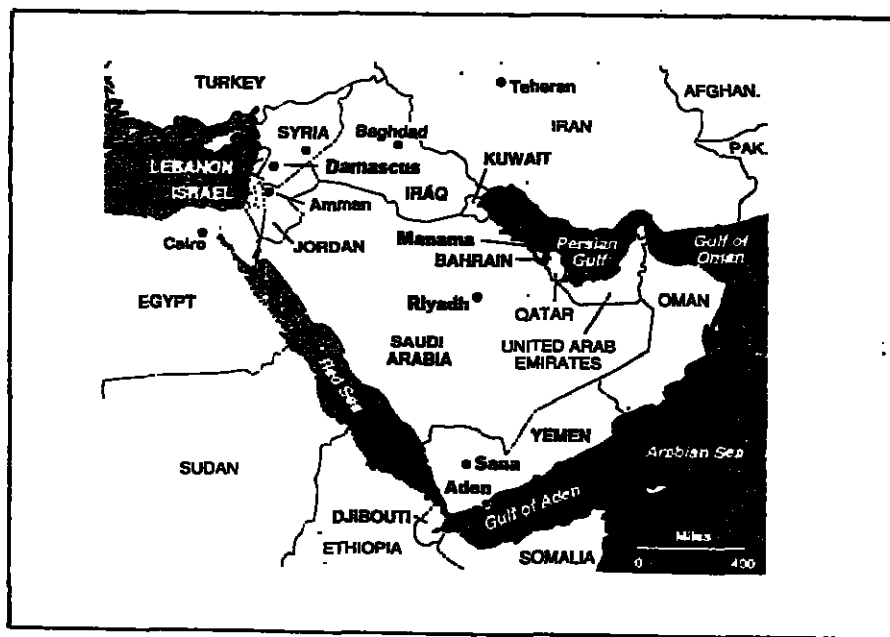 TURKEY
Teheran
AFGHAN.
IRAN
SYRIA
Baghdad
PAK.
KUWAIT
LEBANON
Damascus
ISRAEL
IRAQ
Amman
Cairo
JORDAN
Manama
BAHRAIN
Persian
Gulf
Gulf of
Oman
EGYPT
Riyadh
QATAR
OMAN
SAUDI
ARABIA
UNITED ARAB
EMIRATES
Red Sea
YEMEN
SUDAN
Sana
Arabian Sea
Aden
Gulf of Aden
DJIBOUTI
ETHIOPIA
SOMALIA
Miles
0 400